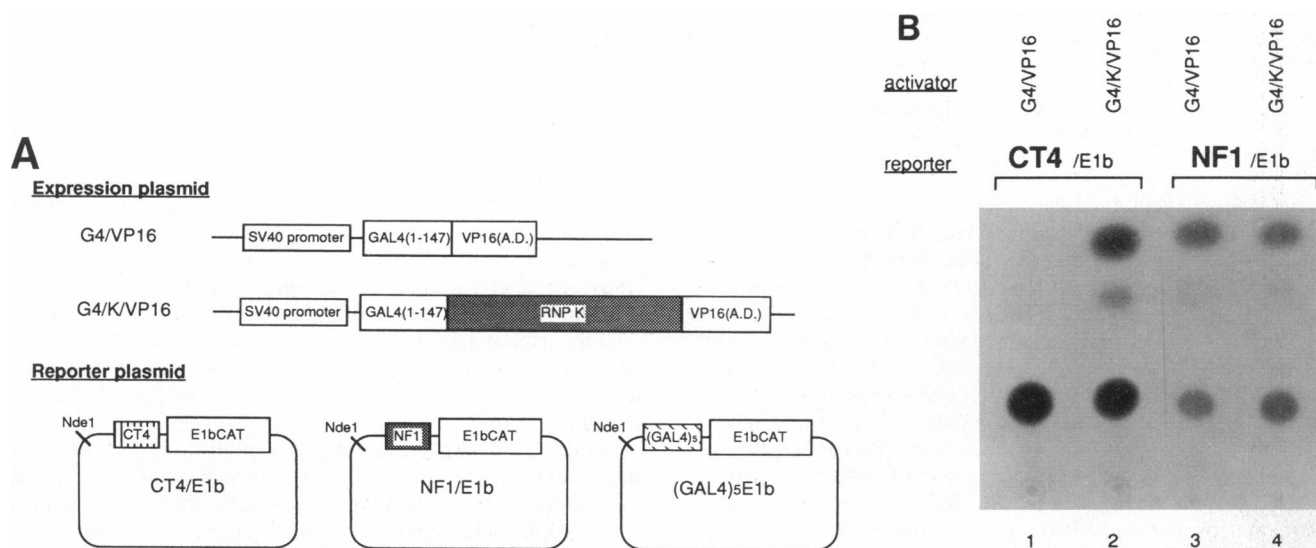 A
Expression plasmid
G4/VP16
SV40 promoter GAL4(1-147) VP16(A.D.)
G4/K/VP16
SV40 promoter GAL4(1-147) RNP K VP16(A.D.)
Reporter plasmid
Nde1 CT4 E1bCAT
CT4/E1b
Nde1 NF1 E1bCAT
NF1/E1b
Nde1 (GAL4)5 E1bCAT
(GAL4)5E1b
B
activator
G4/VP16 G4/K/VP16 G4/VP16 G4/K/VP16
reporter
CT4 /E1b NF1 /E1b
1 2 3 4